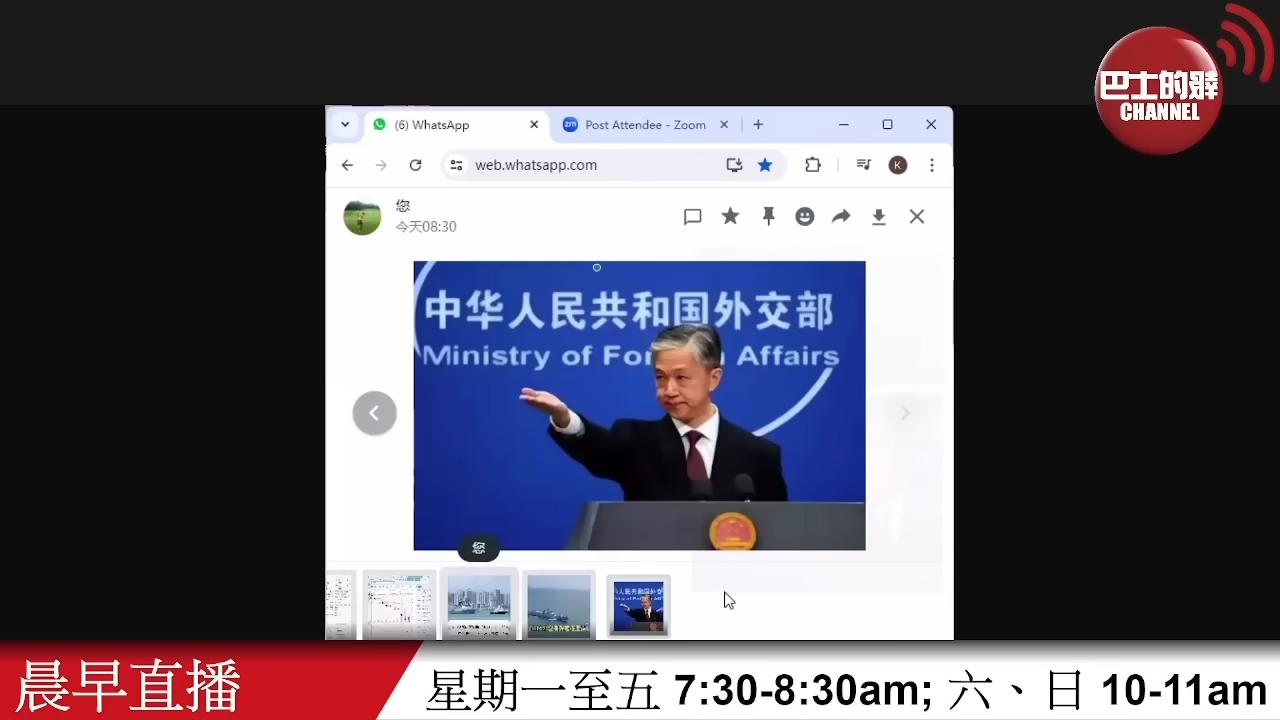 巴士的報
CHANNEL
(6) WhatsApp
zm
Post Attendee - Zoom
web.whatsapp.com
K
您
今天08:30
中华人民共和国外交部
Ministry of For Affairs
您
晨早直播
星期一至五 7:30-8:30am; 六、日 10-11am